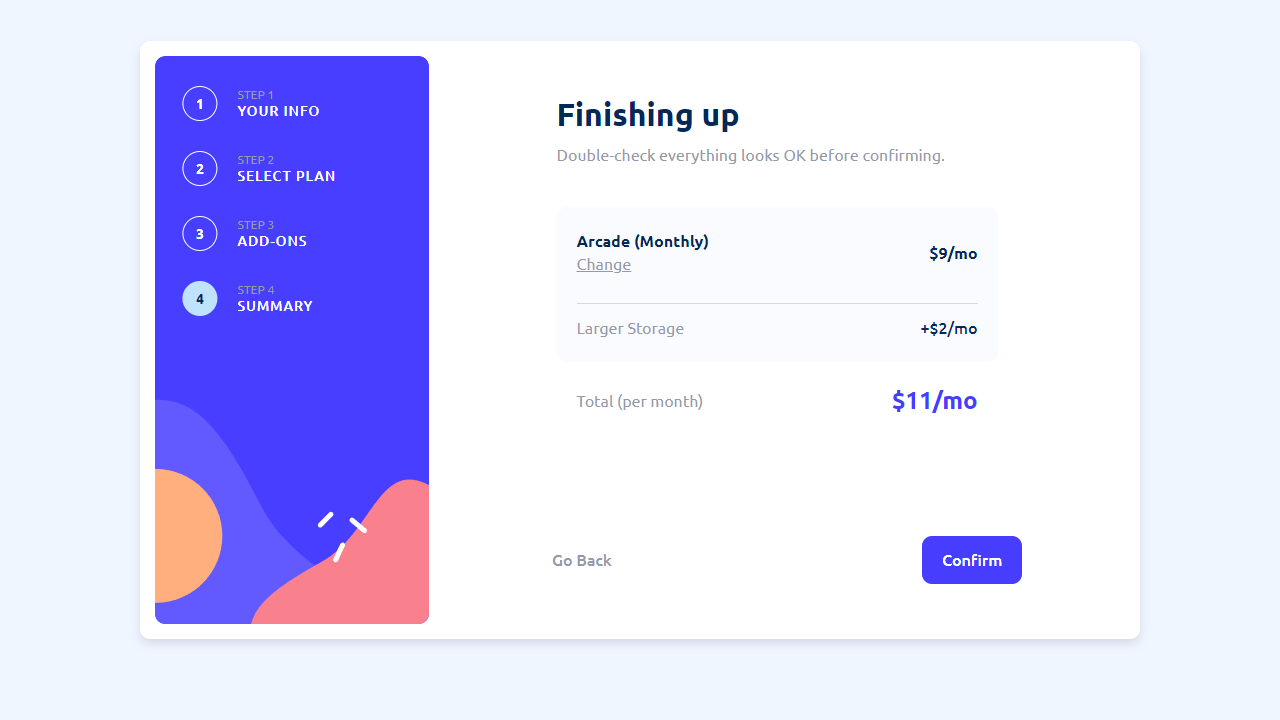 1
STEP 1
YOUR INFO
2
STEP 2
SELECT PLAN
3
STEP 3
ADD-ONS
4
STEP 4
SUMMARY
Finishing up
Double-check everything looks OK before confirming.
Arcade (Monthly)
Change
$9/mo
Larger Storage +$2/mo
Total (per month) $11/mo
Go Back Confirm